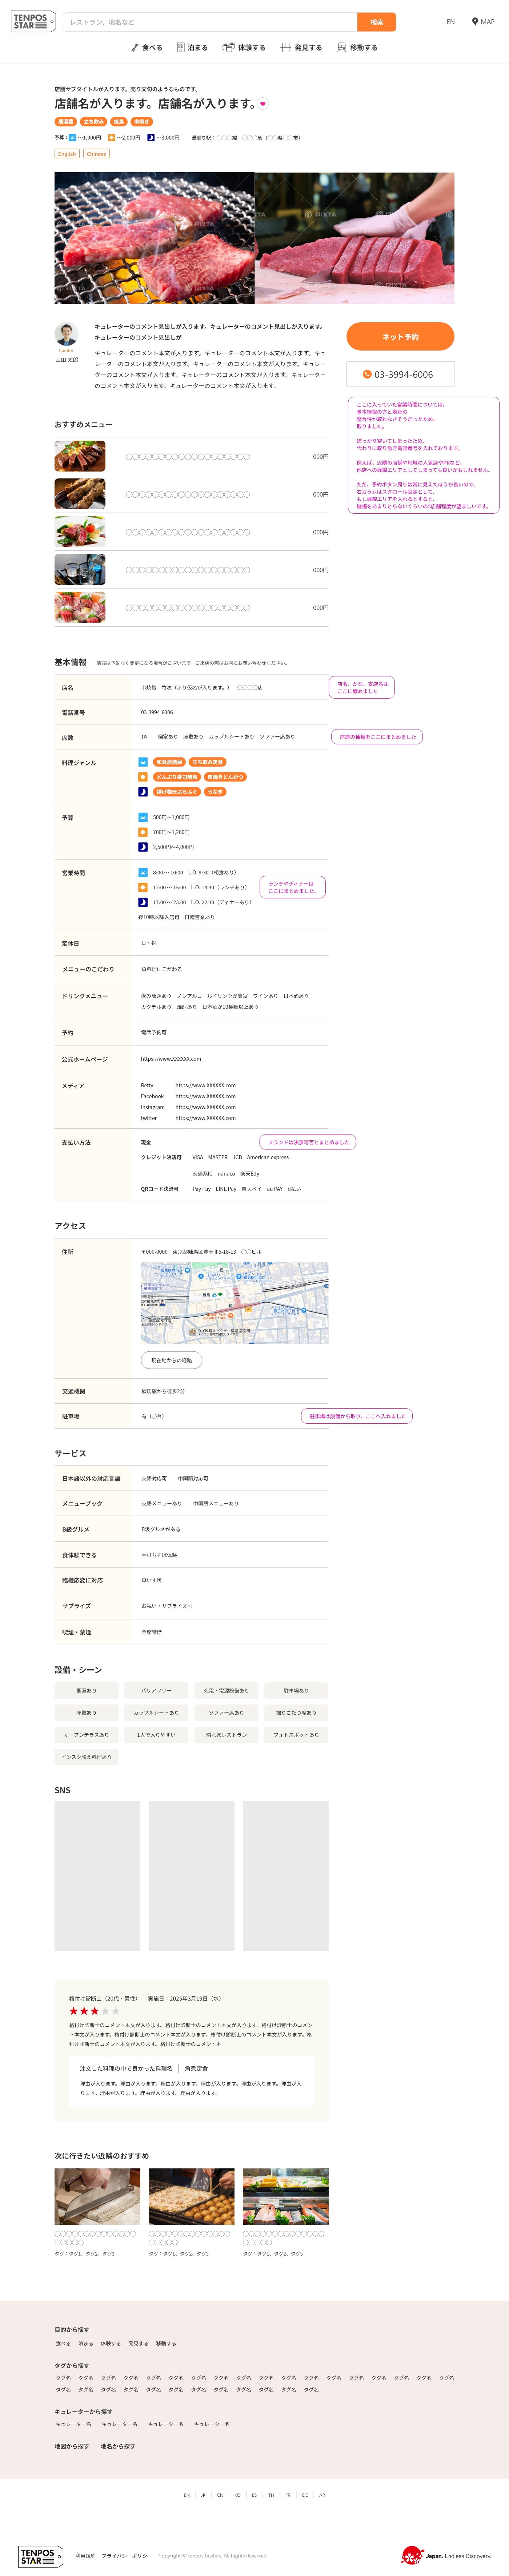 TENPOS
STAR
レストラン、地名など
検索
EN
MAP
食べる
泊まる
体験する
発見する
移動する
店舗サブタイトルが入ります。売り文句のようなものです。
店舗名が入ります。店舗名が入ります。
居酒屋 立ち飲み 焼鳥 串焼き
予算： ～1,000円 ～2,000円 ～3,000円 最寄り駅： 〇〇〇線 〇〇〇駅（〇〇県〇〇市）
English Chinese
PIXTA
キュレーターのコメント見出しが入ります。キュレーターのコメント見出しが入ります。
キュレーターのコメント見出しが
Curator
山田 太郎
キュレーターのコメント本文が入ります。キュレーターのコメント本文が入ります。キュ
レーターのコメント本文が入ります。キュレーターのコメント本文が入ります。キュレー
ターのコメント本文が入ります。キュレーターのコメント本文が入ります。キュレーター
のコメント本文が入ります。キュレーターのコメント本文が入ります。
ネット予約
03-3994-6006
ここに入っていた営業時間については、
基本情報の方と表記の
整合性が取れなさそうだったため、
取りました。
ぽっかり空いてしまったため、
代わりに取り急ぎ電話番号を入れております。
例えば、近隣の店舗や地域の人気店やPRなど、
他店への導線エリアとしてしまっても良いかもしれません。
ただ、予約ボタン周りは常に見えたほうが良いので、
右カラムはスクロール固定として、
もし導線エリアを入れるとすると、
縦幅をあまりとらないくらいの5店舗程度が望ましいです。
おすすめメニュー
〇〇〇〇〇〇〇〇〇〇〇〇〇〇〇〇〇〇〇 000円
〇〇〇〇〇〇〇〇〇〇〇〇〇〇〇〇〇〇〇 000円
〇〇〇〇〇〇〇〇〇〇〇〇〇〇〇〇〇〇〇 000円
〇〇〇〇〇〇〇〇〇〇〇〇〇〇〇〇〇〇〇 000円
〇〇〇〇〇〇〇〇〇〇〇〇〇〇〇〇〇〇〇 000円
基本情報 情報は予告なく変更になる場合がございます。ご来店の際はお店にお問い合わせください。
店名 串焼処 竹次（ふり仮名が入ります。） 〇〇〇〇店
店名、かな、支店名は
ここに纏めました
電話番号 03-3994-6006
席数 19 個室あり 座敷あり カップルシートあり ソファー席あり
座席の種類をここにまとめました
料理ジャンル 和食居酒屋 立ち飲み定食
どんぶり寿司焼鳥 串焼きとんかつ
揚げ物天ぷらふぐ うなぎ
予算 500円～1,000円
700円～1,200円
2,500円～4,000円
営業時間 8:00 ～ 10:00 L.O. 9:30（朝食あり）
12:00 ～ 15:00 L.O. 14:30（ランチあり）
17:00 ～ 23:00 L.O. 22:30（ディナーあり）
夜10時以降入店可 日曜営業あり
ランチやディナーは
ここにまとめました。
定休日 日・祝
メニューのこだわり 魚料理にこだわる
ドリンクメニュー 飲み放題あり ノンアルコールドリンクが豊富 ワインあり 日本酒あり
カクテルあり 焼酎あり 日本酒が10種類以上あり
予約 電話予約可
公式ホームページ https://www.XXXXXX.com
メディア Retty https://www.XXXXXX.com
Facebook https://www.XXXXXX.com
Instagram https://www.XXXXXX.com
twitter https://www.XXXXXX.com
支払い方法 現金
ブランドは決済可否とまとめました
クレジット決済可 VISA MASTER JCB American express
交通系IC nanaco 楽天Edy
QRコード決済可 Pay Pay LINE Pay 楽天ペイ au PAY d払い
アクセス
住所 〒000-0000 東京都練馬区豊玉北5-18-13 〇〇ビル
現在地からの経路
交通機関 練馬駅から徒歩2分
駐車場 有（〇台）
駐車場は設備から取り、ここへ入れました
サービス
日本語以外の対応言語 英語対応可 中国語対応可
メニューブック 英語メニューあり 中国語メニューあり
B級グルメ B級グルメがある
食体験できる 手打ちそば体験
臨機応変に対応 車いす可
サプライズ お祝い・サプライズ可
喫煙・禁煙 全席禁煙
設備・シーン
個室あり バリアフリー 充電・電源設備あり 駐車場あり
座敷あり カップルシートあり ソファー席あり 掘りごたつ席あり
オープンテラスあり 1人で入りやすい 隠れ家レストラン フォトスポットあり
インスタ映え料理あり
SNS
格付け診断士（20代・男性） 実施日：2025年3月19日（水）
格付け診断士のコメント本文が入ります。格付け診断士のコメント本文が入ります。格付け診断士のコメン
ト本文が入ります。格付け診断士のコメント本文が入ります。格付け診断士のコメント本文が入ります。格
付け診断士のコメント本文が入ります。格付け診断士のコメント本
注文した料理の中で良かった料理名 角煮定食
理由が入ります。理由が入ります。理由が入ります。理由が入ります。理由が入ります。理由が入
ります。理由が入ります。理由が入ります。理由が入ります。
次に行きたい近隣のおすすめ
〇〇〇〇〇〇〇〇〇〇〇〇〇〇
〇〇〇〇〇
タグ：タグ1、タグ2、タグ3
〇〇〇〇〇〇〇〇〇〇〇〇〇〇
〇〇〇〇〇
タグ：タグ1、タグ2、タグ3
〇〇〇〇〇〇〇〇〇〇〇〇〇〇
〇〇〇〇〇
タグ：タグ1、タグ2、タグ3
目的から探す
食べる 泊まる 体験する 発見する 移動する
タグから探す
タグ名 タグ名 タグ名 タグ名 タグ名 タグ名 タグ名 タグ名 タグ名 タグ名 タグ名 タグ名 タグ名 タグ名 タグ名 タグ名 タグ名 タグ名
タグ名 タグ名 タグ名 タグ名 タグ名 タグ名 タグ名 タグ名 タグ名 タグ名 タグ名 タグ名
キュレーターから探す
キュレーター名 キュレーター名 キュレーター名 キュレーター名
地図から探す 地名から探す
EN JP CN KO ES TH FR DE AR
TENPOS
STAR
利用規約 プライバシーポリシー Copyright © tenpos busters. All Rights Reserved.
Japan. Endless Discovery.